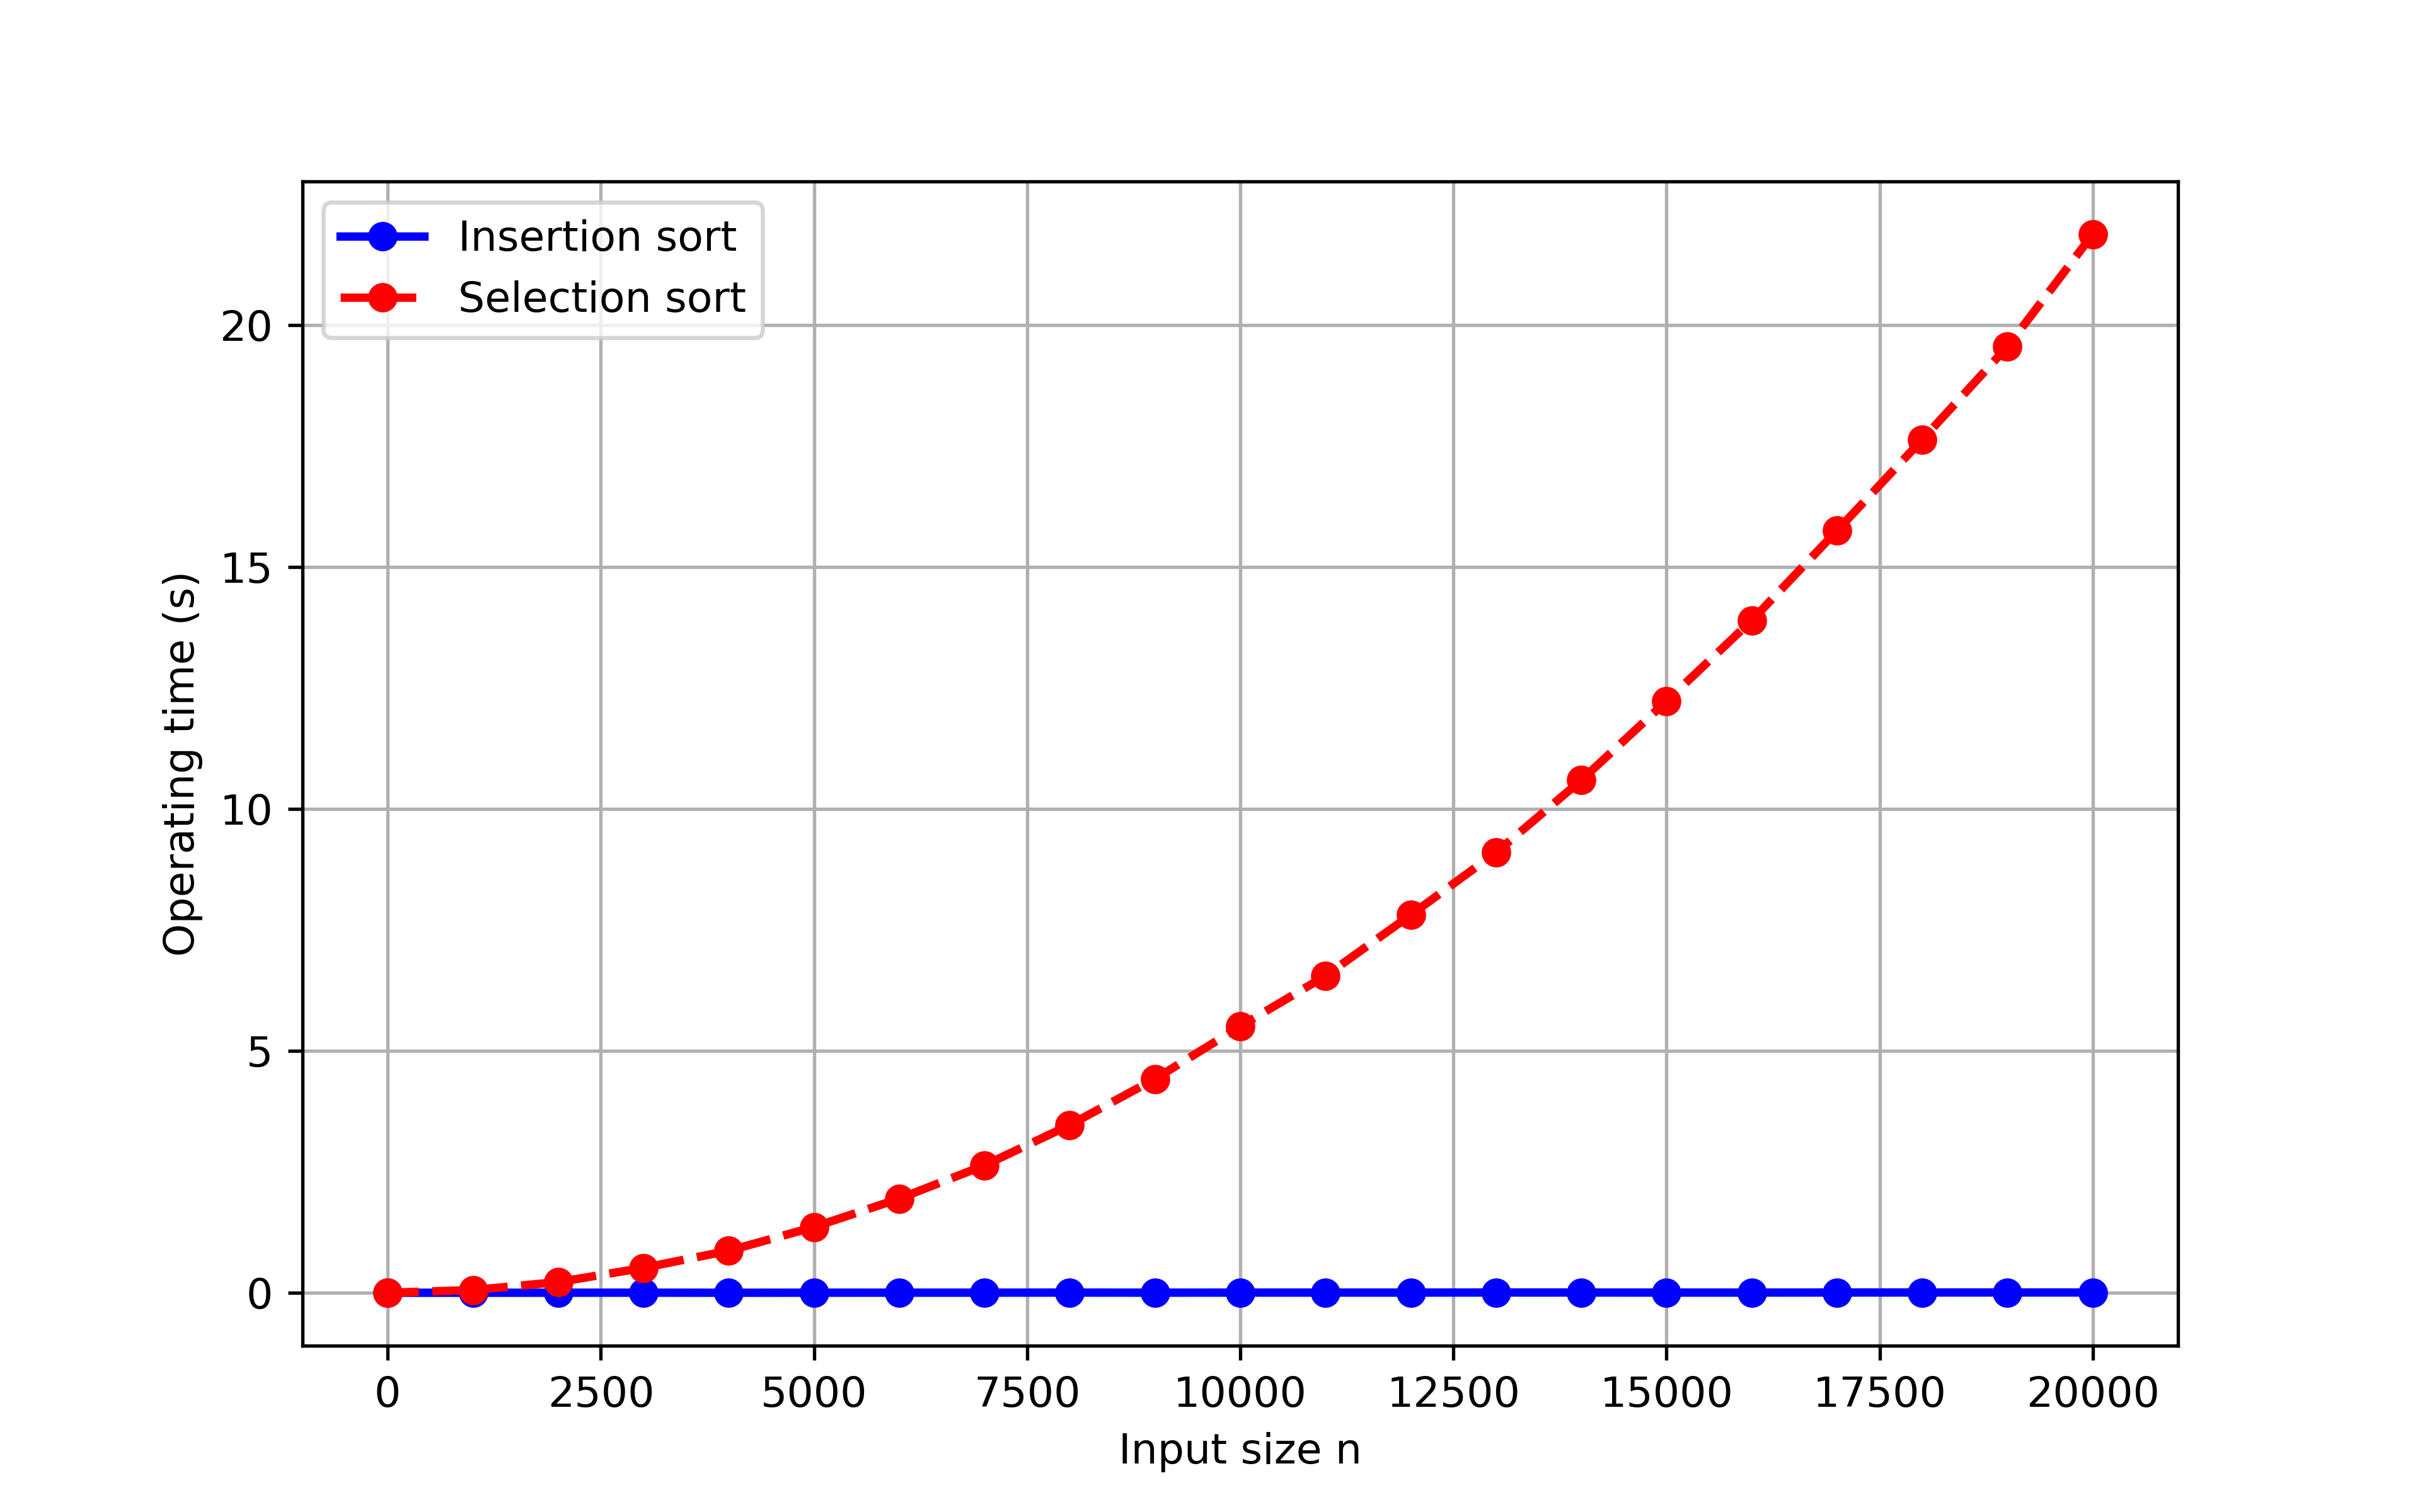 Insertion sort
Selection sort
20
15
10
5
0
Operating time (s)
0 2500 5000 7500 10000 12500 15000 17500 20000
Input size n